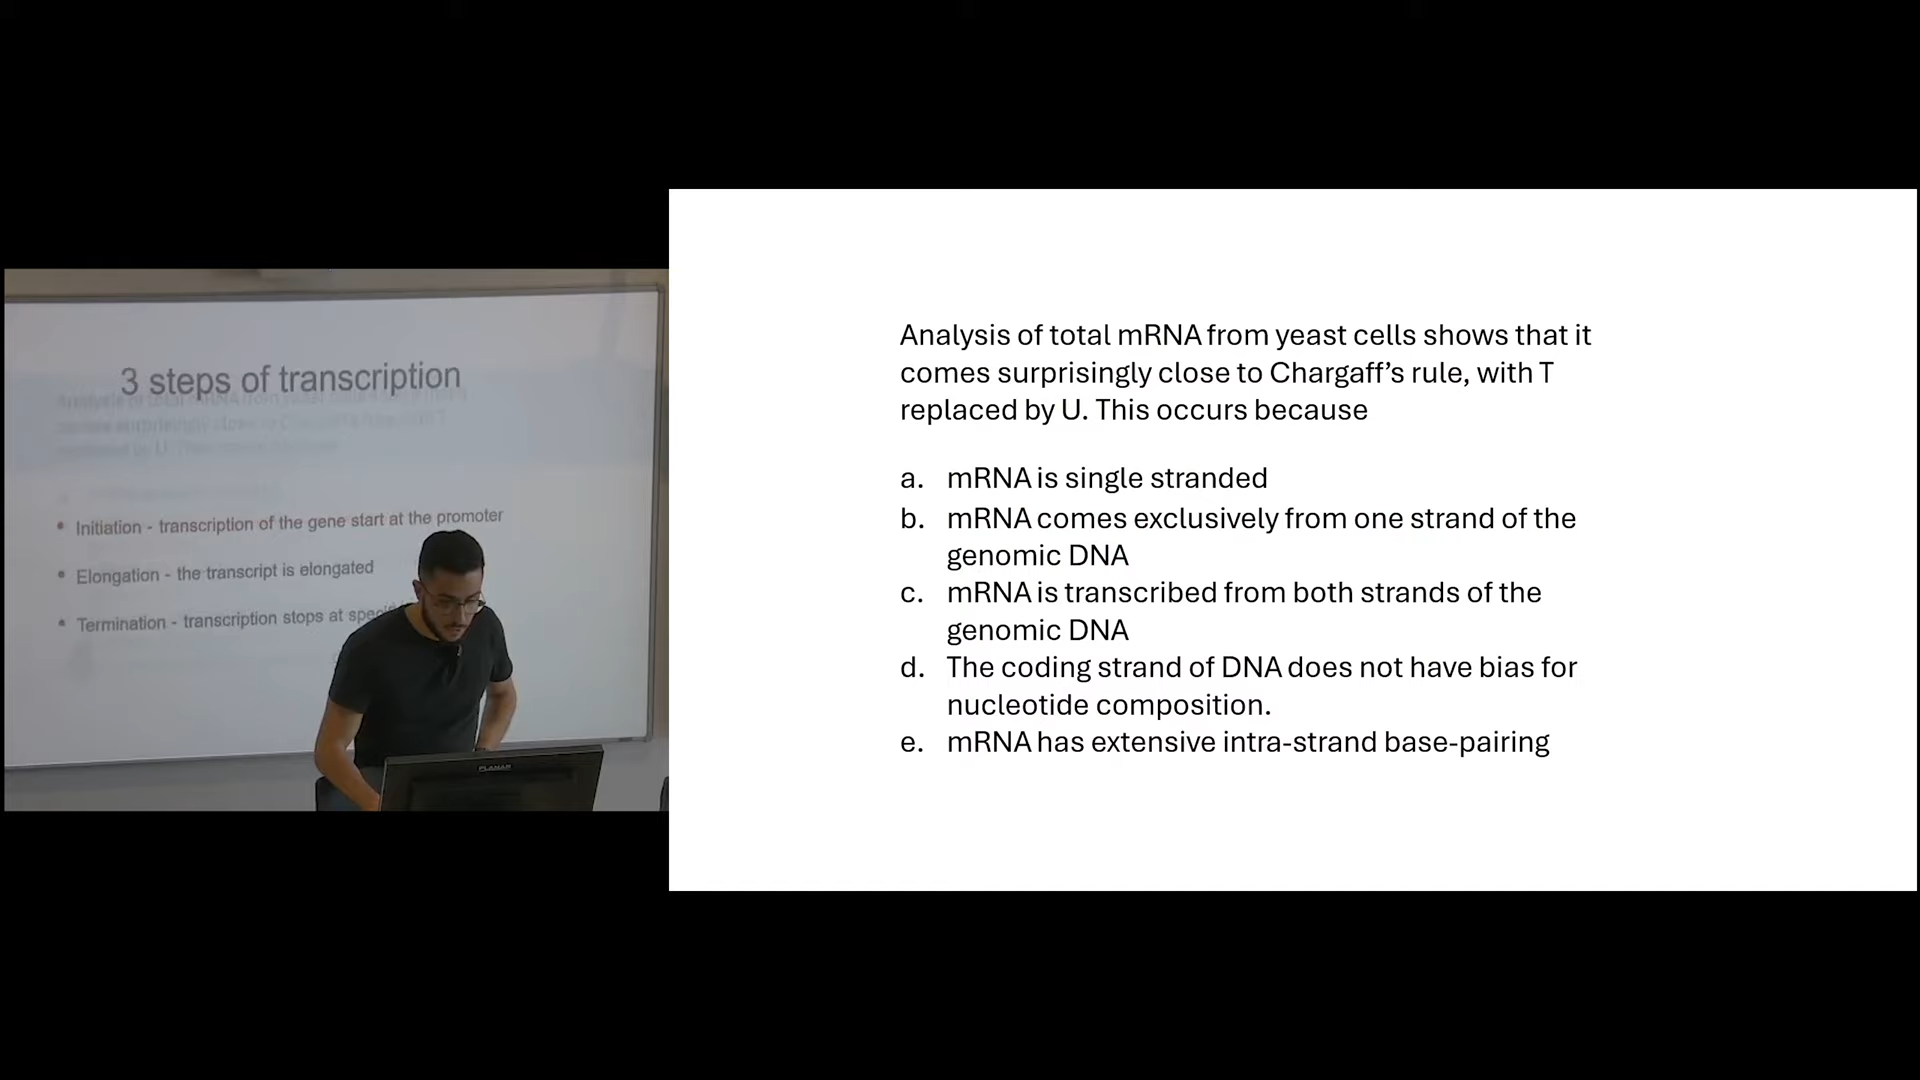 3 steps of transcription
• Initiation - transcription of the gene start at the promoter
• Elongation - the transcript is elongated
• Termination - transcription stops at
PLANAR
Analysis of total mRNA from yeast cells shows that it
comes surprisingly close to Chargaff’s rule, with T
replaced by U. This occurs because
a. mRNA is single stranded
b. mRNA comes exclusively from one strand of the
genomic DNA
c. mRNA is transcribed from both strands of the
genomic DNA
d. The coding strand of DNA does not have bias for
nucleotide composition.
e. mRNA has extensive intra-strand base-pairing